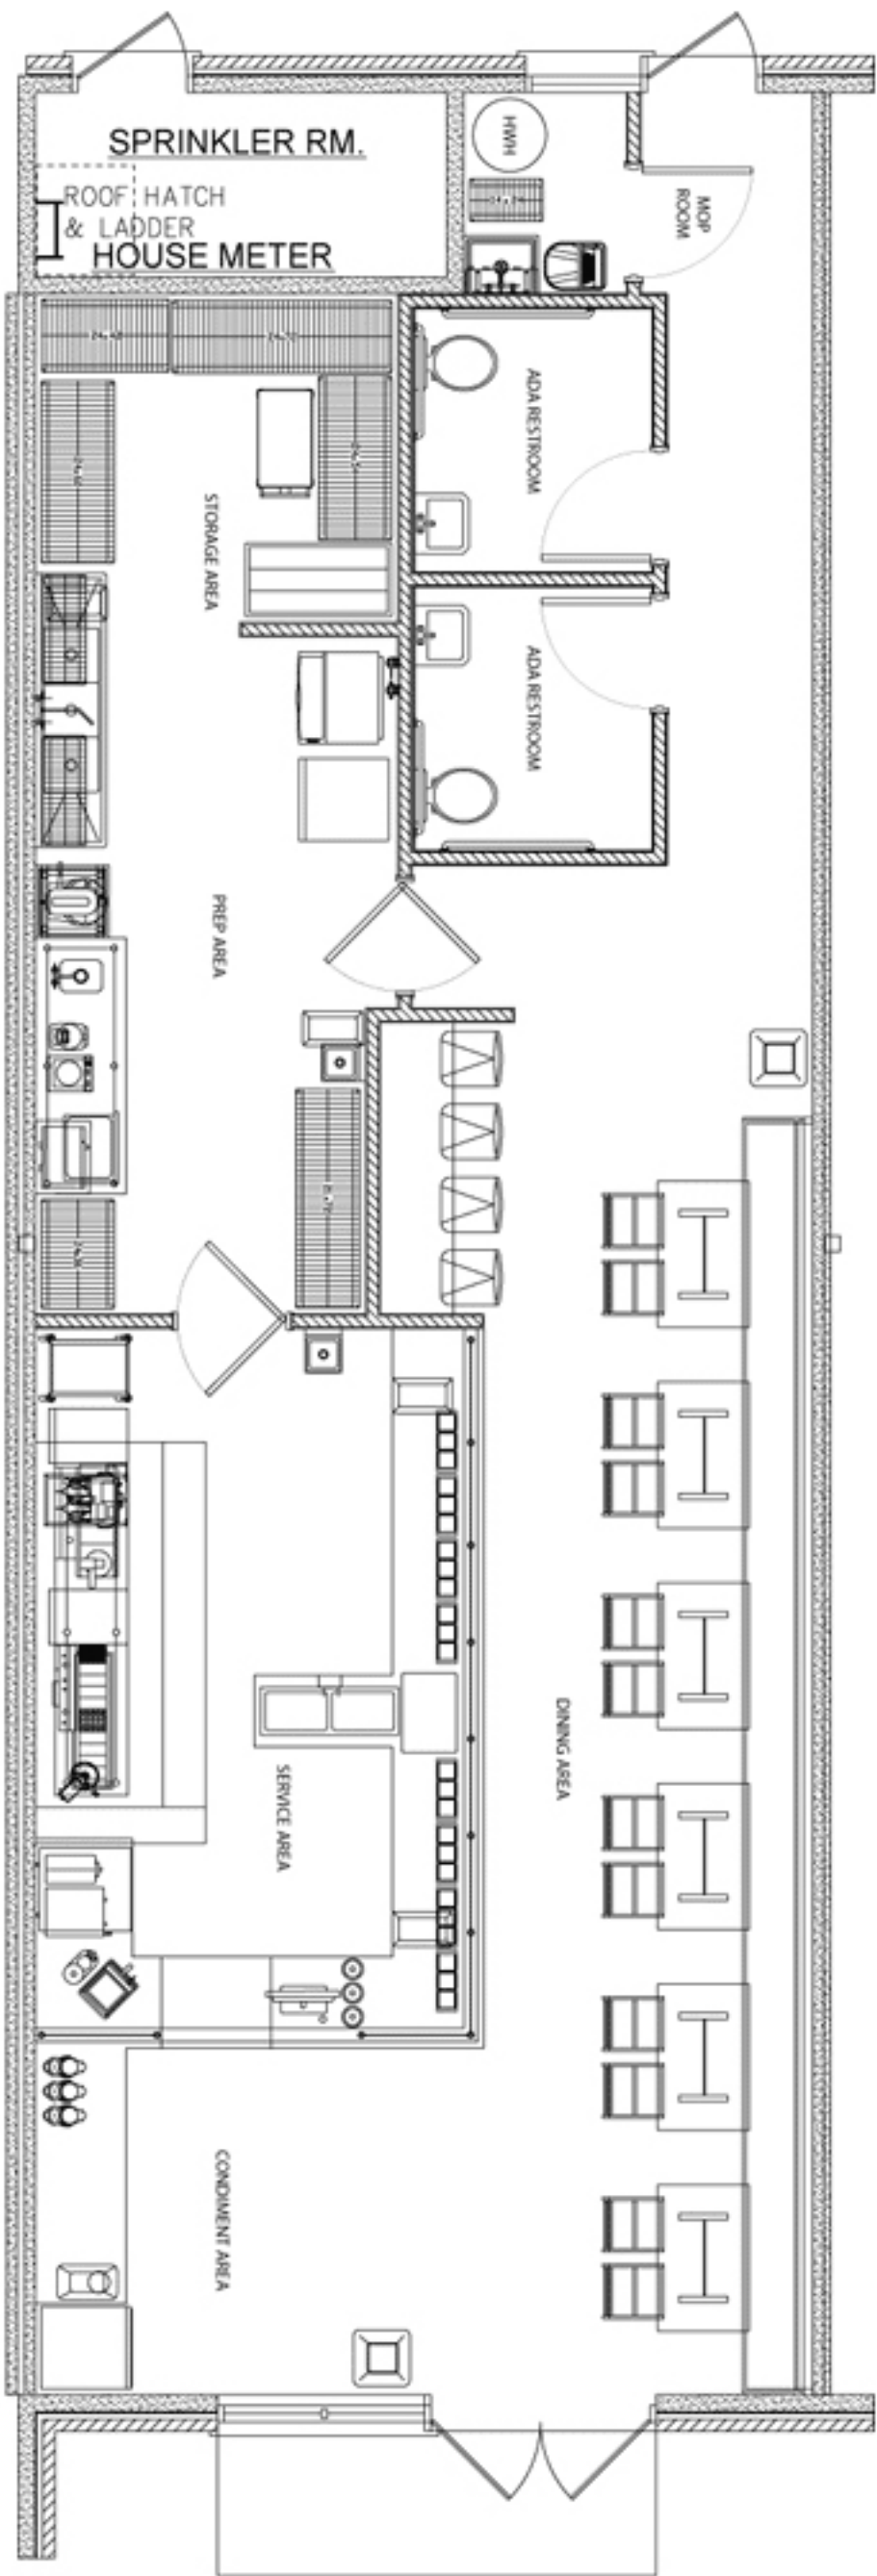 SPRINKLER RM.
ROOF HATCH
& LADDER
HOUSE METER
HWH
MOP
ROOM
ADA RESTROOM
STORAGE AREA
ADA RESTROOM
PREP AREA
DINING AREA
SERVICE AREA
CONDIMENT AREA